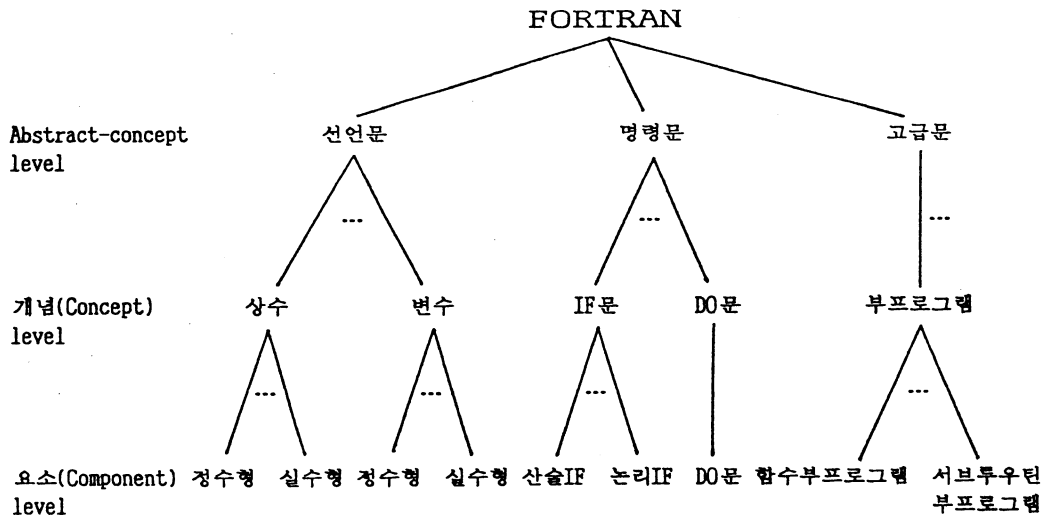 FORTRAN
Abstract-concept level 선언문 명령문 고급문
--- --- ---
개념(Concept) level 상수 변수 IF문 DO문 부프로그램
--- --- --- ---
요소(Component) level 정수형 실수형 정수형 실수형 산술IF 논리IF DO문 함수부프로그램 서브루우틴 부프로그램